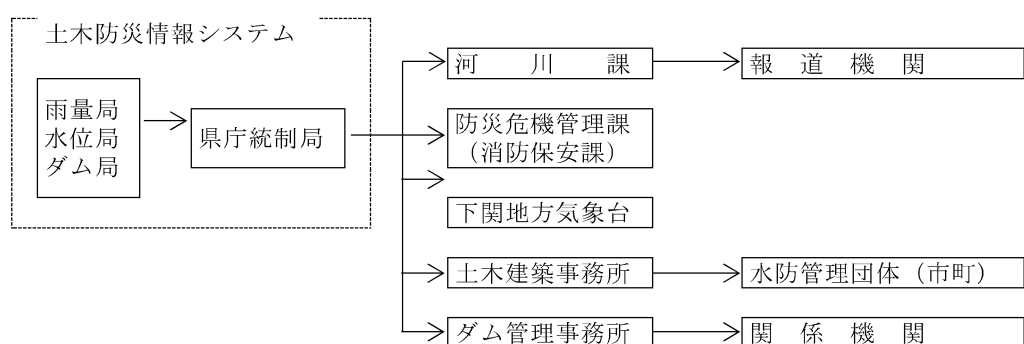 土木防災情報システム
雨量局
水位局
ダム局
県庁統制局
河川課
報道機関
防災危機管理課
（消防保安課）
下関地方気象台
土木建築事務所
水防管理団体（市町）
ダム管理事務所
関係機関